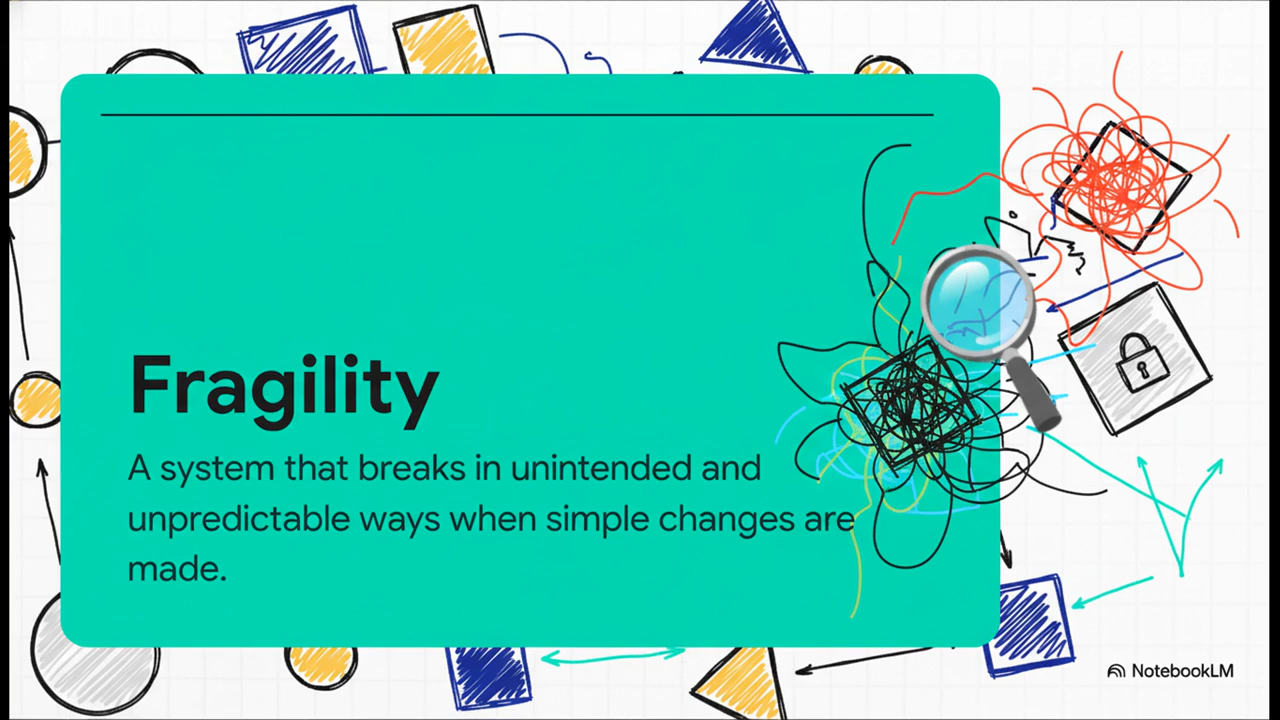 Fragility
A system that breaks in unintended and
unpredictable ways when simple changes are
made.
NotebookLM